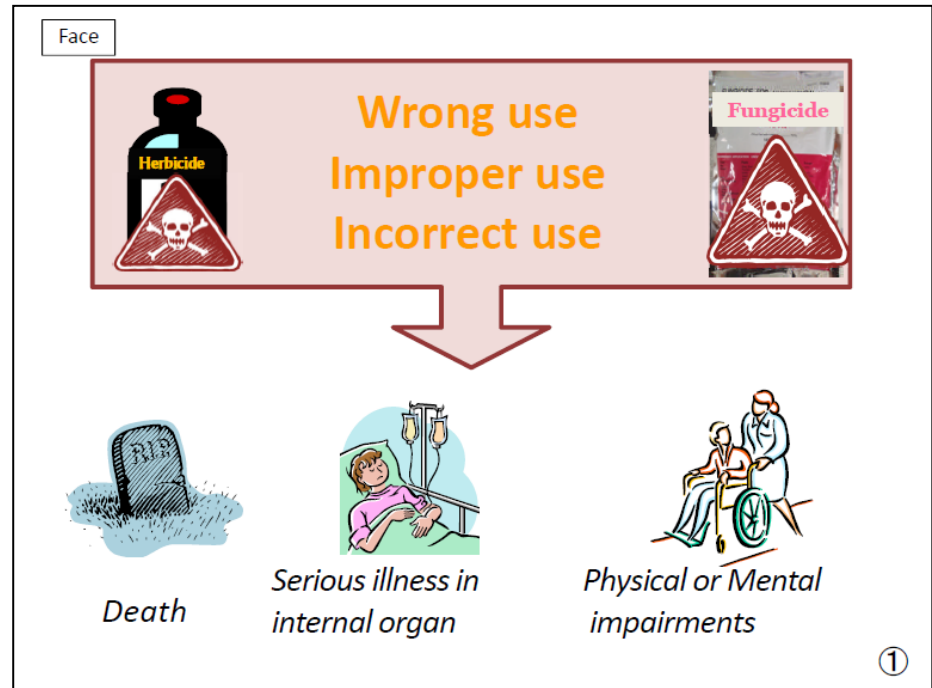 Face
Herbicide
Wrong use
Improper use
Incorrect use
Fungicide
R.I.P
Death
Serious illness in
internal organ
Physical or Mental
impairments
①